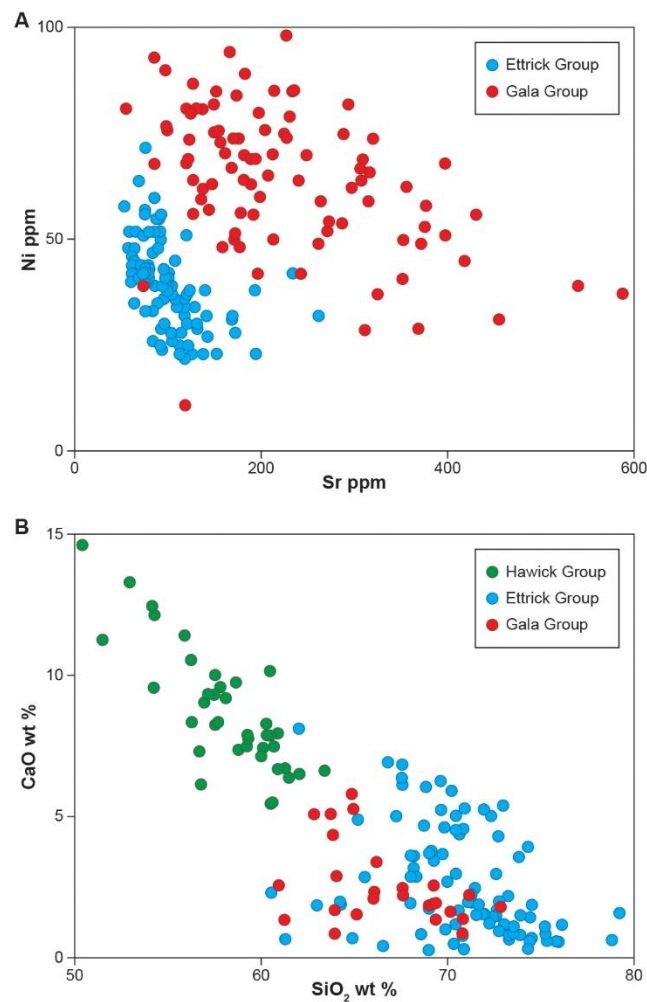 A
100
50
0
Ni ppm
Ettrick Group
Gala Group
0
200
400
600
Sr ppm
B
15
10
5
0
CaO wt %
Hawick Group
Ettrick Group
Gala Group
50
60
70
80
SiO₂ wt %